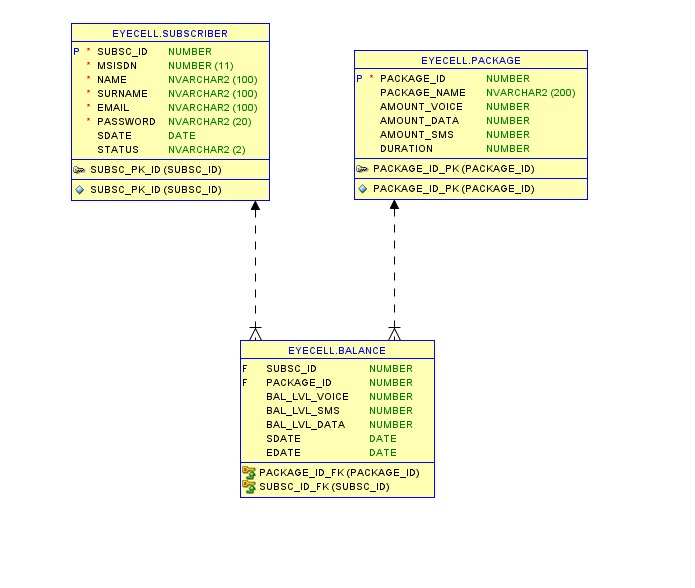 EYECELL.SUBSCRIBER
P * SUBSC_ID NUMBER
* MSISDN NUMBER (11)
* NAME NVARCHAR2 (100)
* SURNAME NVARCHAR2 (100)
* EMAIL NVARCHAR2 (100)
* PASSWORD NVARCHAR2 (20)
SDATE DATE
STATUS NVARCHAR2 (2)
SUBSC_PK_ID (SUBSC_ID)
SUBSC_PK_ID (SUBSC_ID)
EYECELL.PACKAGE
P * PACKAGE_ID NUMBER
PACKAGE_NAME NVARCHAR2 (200)
AMOUNT_VOICE NUMBER
AMOUNT_DATA NUMBER
AMOUNT_SMS NUMBER
DURATION NUMBER
PACKAGE_ID_PK (PACKAGE_ID)
PACKAGE_ID_PK (PACKAGE_ID)
EYECELL.BALANCE
F SUBSC_ID NUMBER
F PACKAGE_ID NUMBER
BAL_LVL_VOICE NUMBER
BAL_LVL_SMS NUMBER
BAL_LVL_DATA NUMBER
SDATE DATE
EDATE DATE
PACKAGE_ID_FK (PACKAGE_ID)
SUBSC_ID_FK (SUBSC_ID)